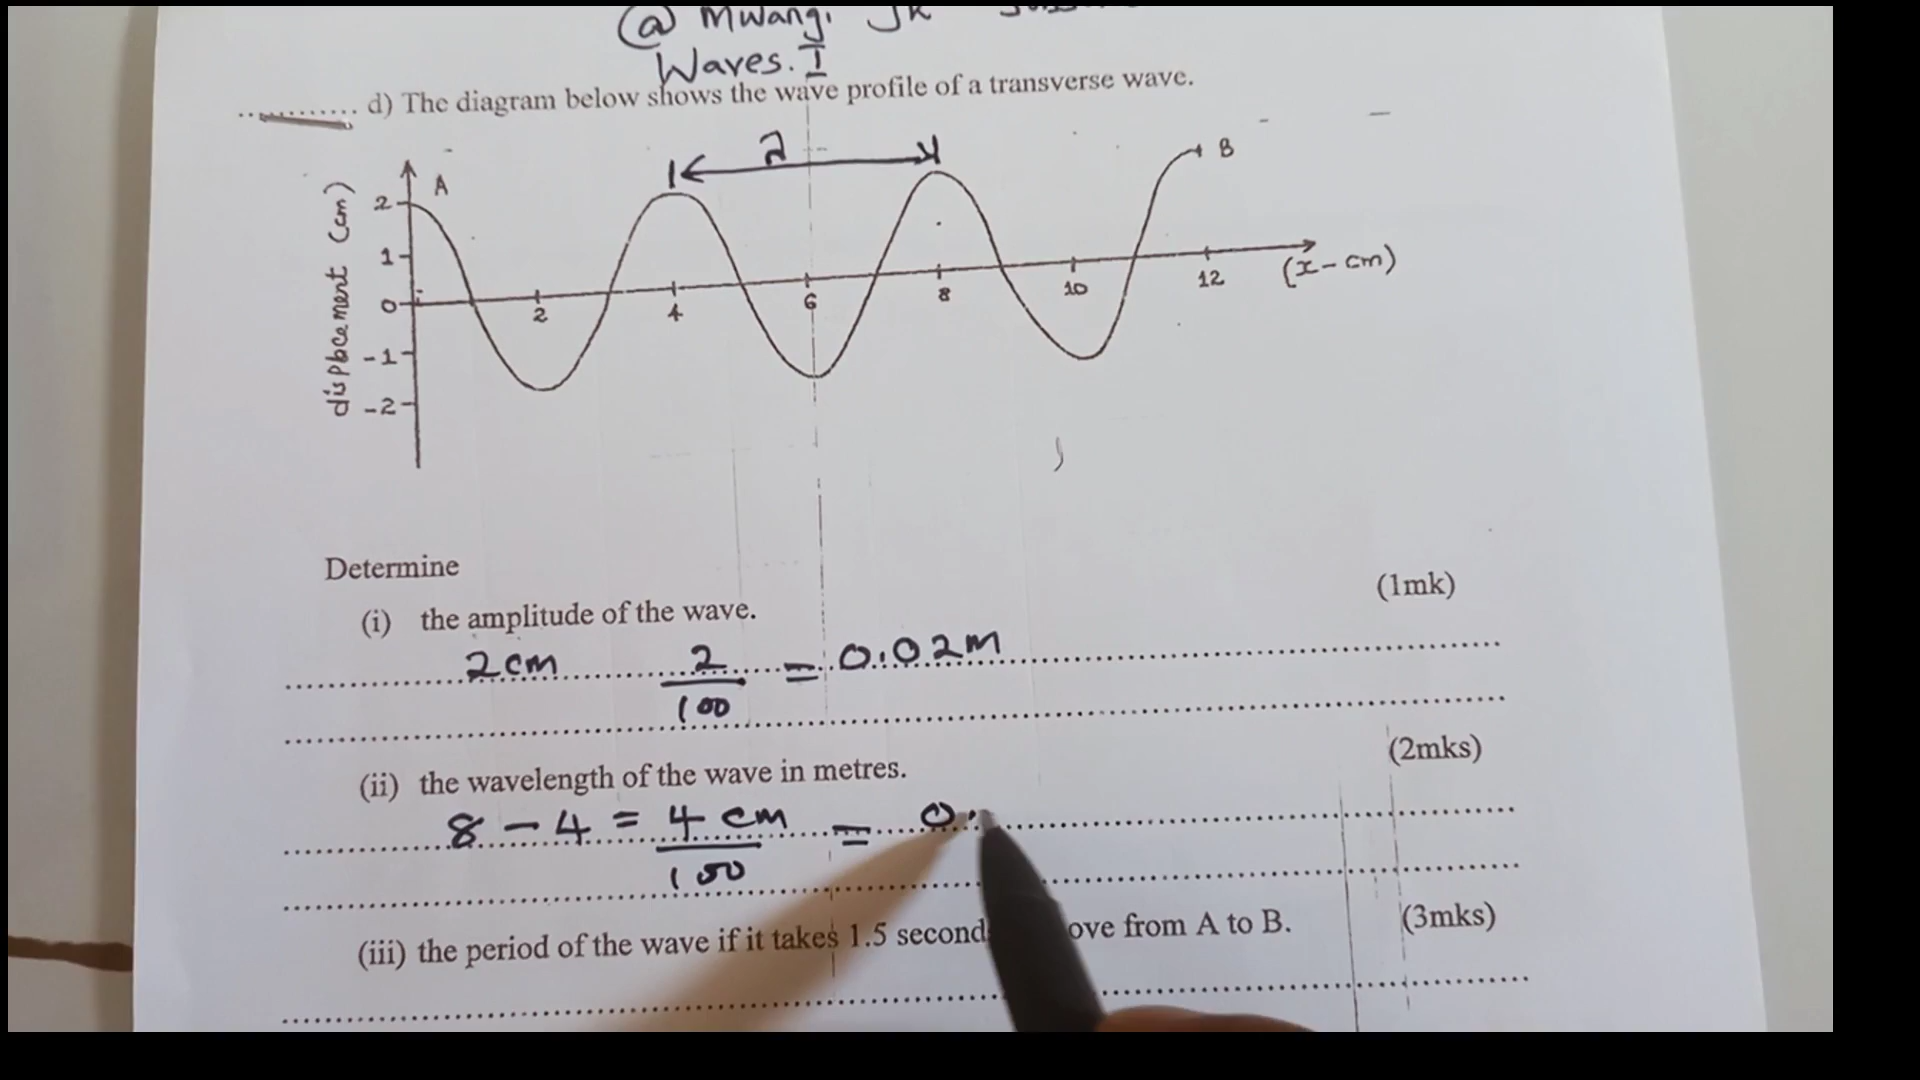 @ Mwangi JK
Waves. I
............ d) The diagram below shows the wave profile of a transverse wave.
λ
A
B
displacement (cm)
2
1
0
-1
-2
2
4
6
8
10
12
(x - cm)
Determine
(1mk)
(i) the amplitude of the wave.
2cm 2/100 = 0.02m
(2mks)
(ii) the wavelength of the wave in metres.
8 - 4 = 4 cm/100 = 0.
(iii) the period of the wave if it takes 1.5 second ove from A to B. (3mks)